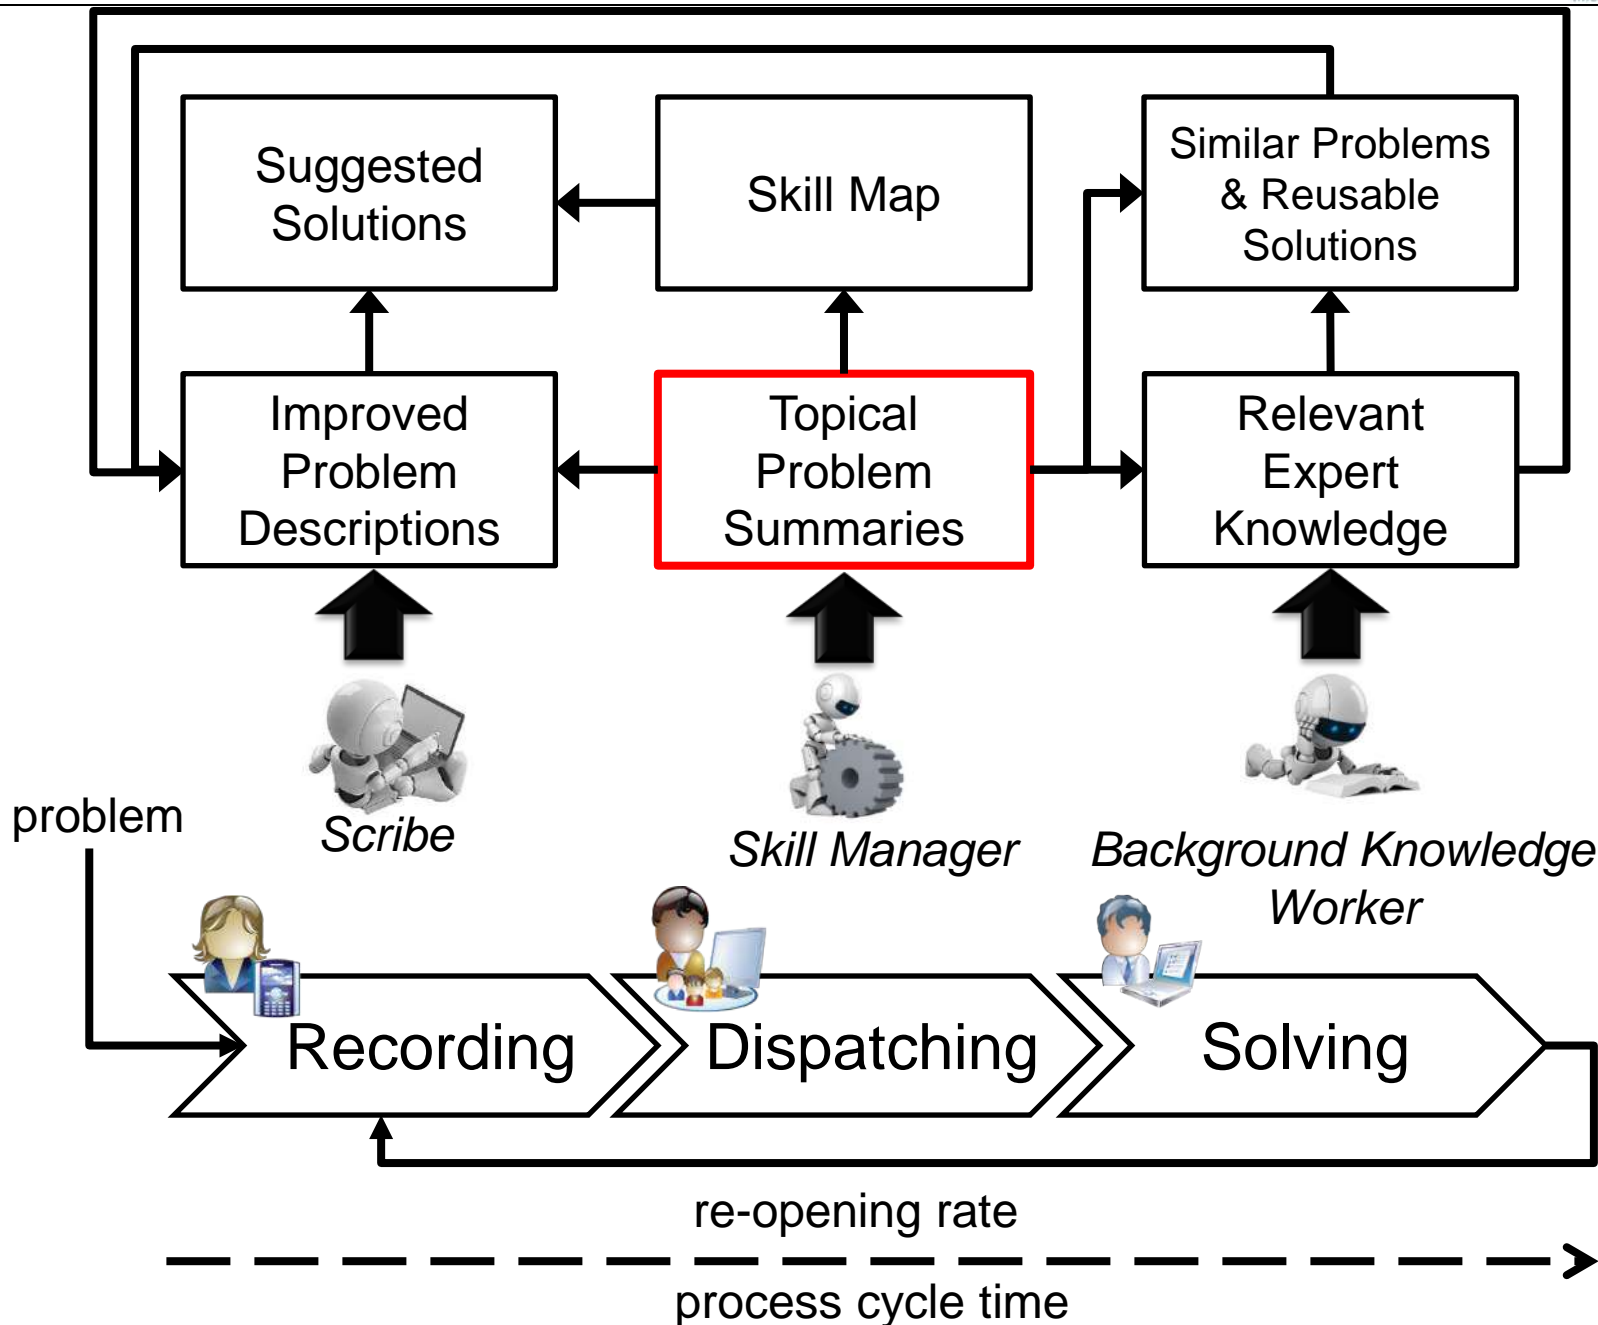 Suggested
Solutions
Skill Map
Similar Problems
& Reusable
Solutions
Improved
Problem
Descriptions
Topical
Problem
Summaries
Relevant
Expert
Knowledge
problem
Scribe
Skill Manager
Background Knowledge
Worker
Recording
Dispatching
Solving
re-opening rate
process cycle time